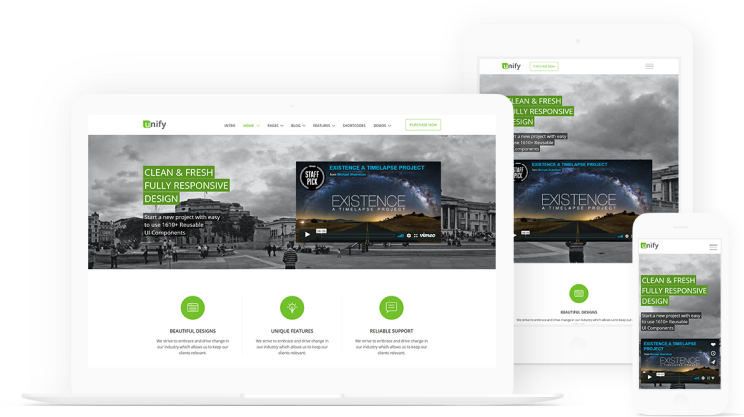 Unify
INTRO HOME PAGES BLOG FEATURES SHORTCODES DEMOS PURCHASE NOW
CLEAN & FRESH
FULLY RESPONSIVE
DESIGN
Start a new project with easy
to use 1610+ Reusable
UI Components
STAFF
PICK
EXISTENCE A TIMELAPSE PROJECT
from Michael Shainblum
EXISTENCE
A TIMELAPSE PROJECT
vimeo
BEAUTIFUL DESIGNS
We strive to embrace and drive change in
our industry which allows us to keep our
clients relevant.
UNIQUE FEATURES
We strive to embrace and drive change in
our industry which allows us to keep our
clients relevant.
RELIABLE SUPPORT
We strive to embrace and drive change in
our industry which allows us to keep our
clients relevant.
Unify
PURCHASE NOW
CLEAN & FRESH
FULLY RESPONSIVE
DESIGN
Start a new project with easy
to use 1610+ Reusable
UI Components
STAFF
PICK
EXISTENCE A TIMELAPSE PROJECT
from Michael Shainblum
EXISTENCE
A TIMELAPSE PROJECT
BEAUTIFUL DESIGNS
We strive to embrace and drive change in our industry which allows us to keep our
clients relevant.
Unify
CLEAN & FRESH
FULLY RESPONSIVE
DESIGN
Start a new project with easy
to use 1610+ Reusable
UI Components
EXISTENCE A TIMELAPSE
PROJECT
EXISTENCE